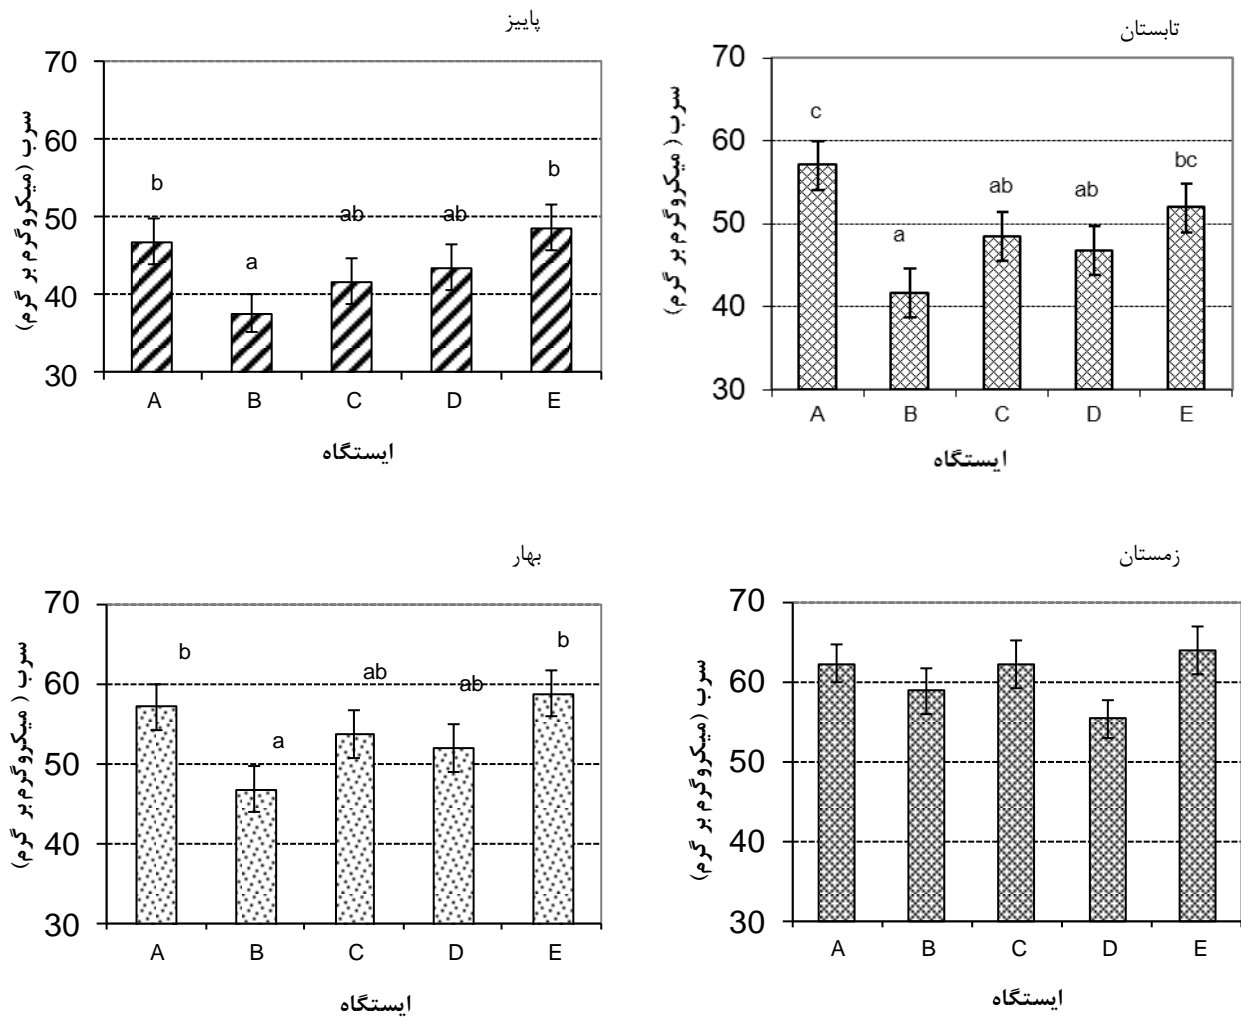 پاییز
70
60
50
40
30
سرب (میکروگرم بر گرم)
b
a
ab
ab
b
A B C D E
ایستگاه
تابستان
70
60
50
40
30
سرب ( میکروگرم بر گرم)
c
a
ab
ab
bc
A B C D E
ایستگاه
بهار
70
60
50
40
30
سرب ( میکروگرم بر گرم)
b
a
ab
ab
b
A B C D E
ایستگاه
زمستان
70
60
50
40
30
سرب (میکروگرم بر گرم)
A B C D E
ایستگاه